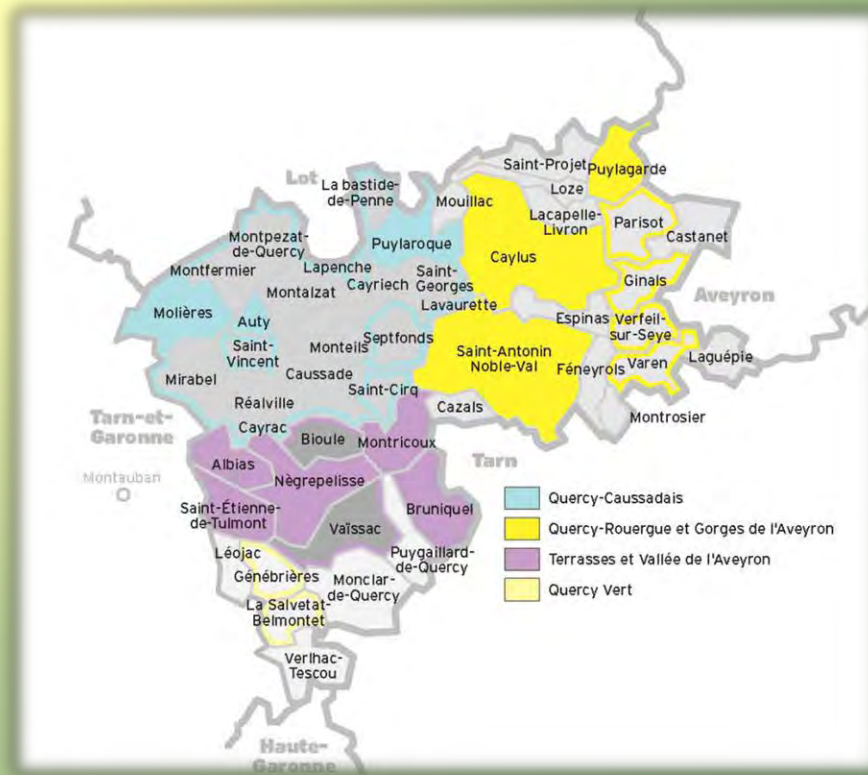 Saint-Projet
Puylagarde
Lot
La bastide-
de-Penne
Loze
Mouillac
Lacapelle-
Livron
Parisot
Castanet
Montpezat-
de-Quercy
Puylaroque
Montfermier
Lapenche
Caylus
Cayriech
Saint-
Georges
Ginals
Montalzat
Aveyron
Molières
Lavaurette
Auty
Espinas
Verfeil-
sur-Seye
Septfonds
Saint-
Vincent
Monteils
Saint-Antonin
Noble-Val
Laguépie
Mirabel
Caussade
Féneyrols
Varen
Saint-Cirq
Réalville
Cazals
Montrosier
Tarn-et-
Garonne
Cayrac
Bioule
Montricoux
Tarn
Albias
Montauban
Nègrepelisse
Quercy-Caussadais
Saint-Étienne-
de-Tulmont
Bruniquel
Vaïssac
Quercy-Rouergue et Gorges de l'Aveyron
Léojac
Puygaillard-
de-Quercy
Terrasses et Vallée de l'Aveyron
Génébrières
Monclar-
de-Quercy
Quercy Vert
La Salvetat-
Belmontet
Verlhac-
Tescou
Haute-
Garonne